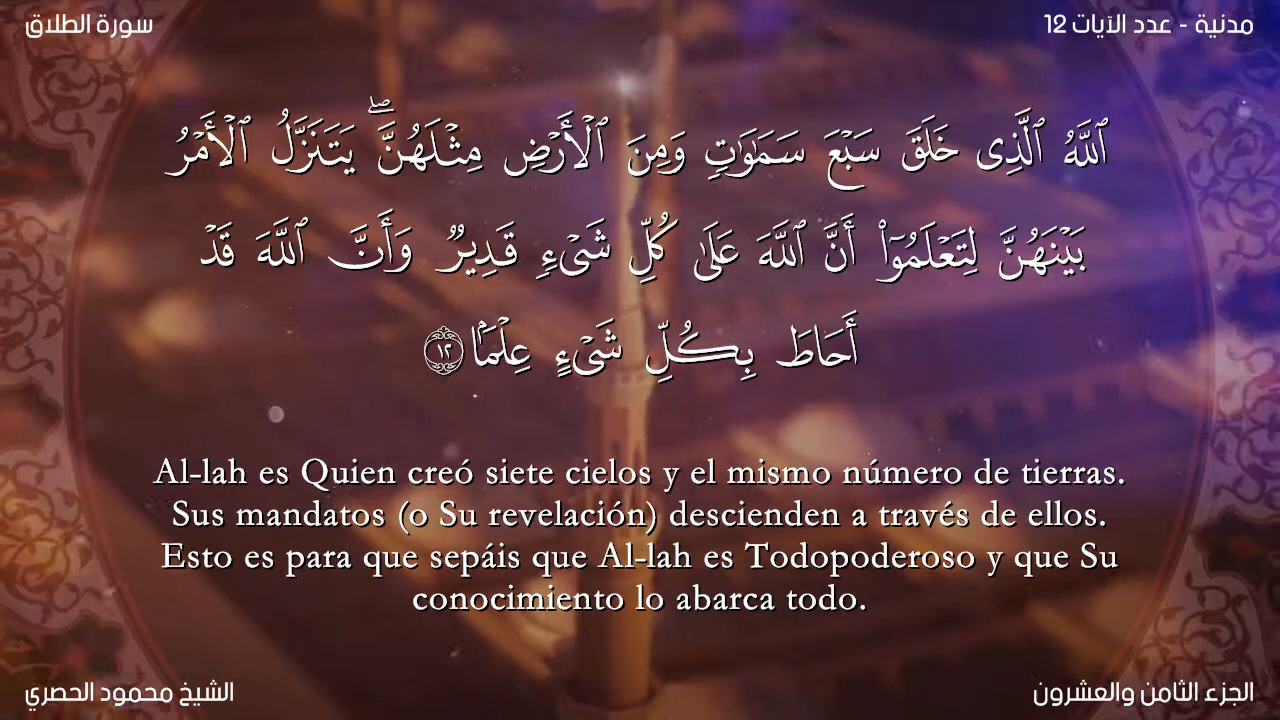 سورة الطلاق
مدنية - عدد الآيات 12
ٱللَّهُ ٱلَّذِى خَلَقَ سَبْعَ سَمَٰوَٰتٍ وَمِنَ ٱلْأَرْضِ مِثْلَهُنَّۖ يَتَنَزَّلُ ٱلْأَمْرُ
بَيْنَهُنَّ لِتَعْلَمُوٓا۟ أَنَّ ٱللَّهَ عَلَىٰ كُلِّ شَىْءٍ قَدِيرٌ وَأَنَّ ٱللَّهَ قَدْ
أَحَاطَ بِكُلِّ شَىْءٍ عِلْمًۢا ١٢
Al-lah es Quien creó siete cielos y el mismo número de tierras.
Sus mandatos (o Su revelación) descienden a través de ellos.
Esto es para que sepáis que Al-lah es Todopoderoso y que Su
conocimiento lo abarca todo.
الشيخ محمود الحصري
الجزء الثامن والعشرون